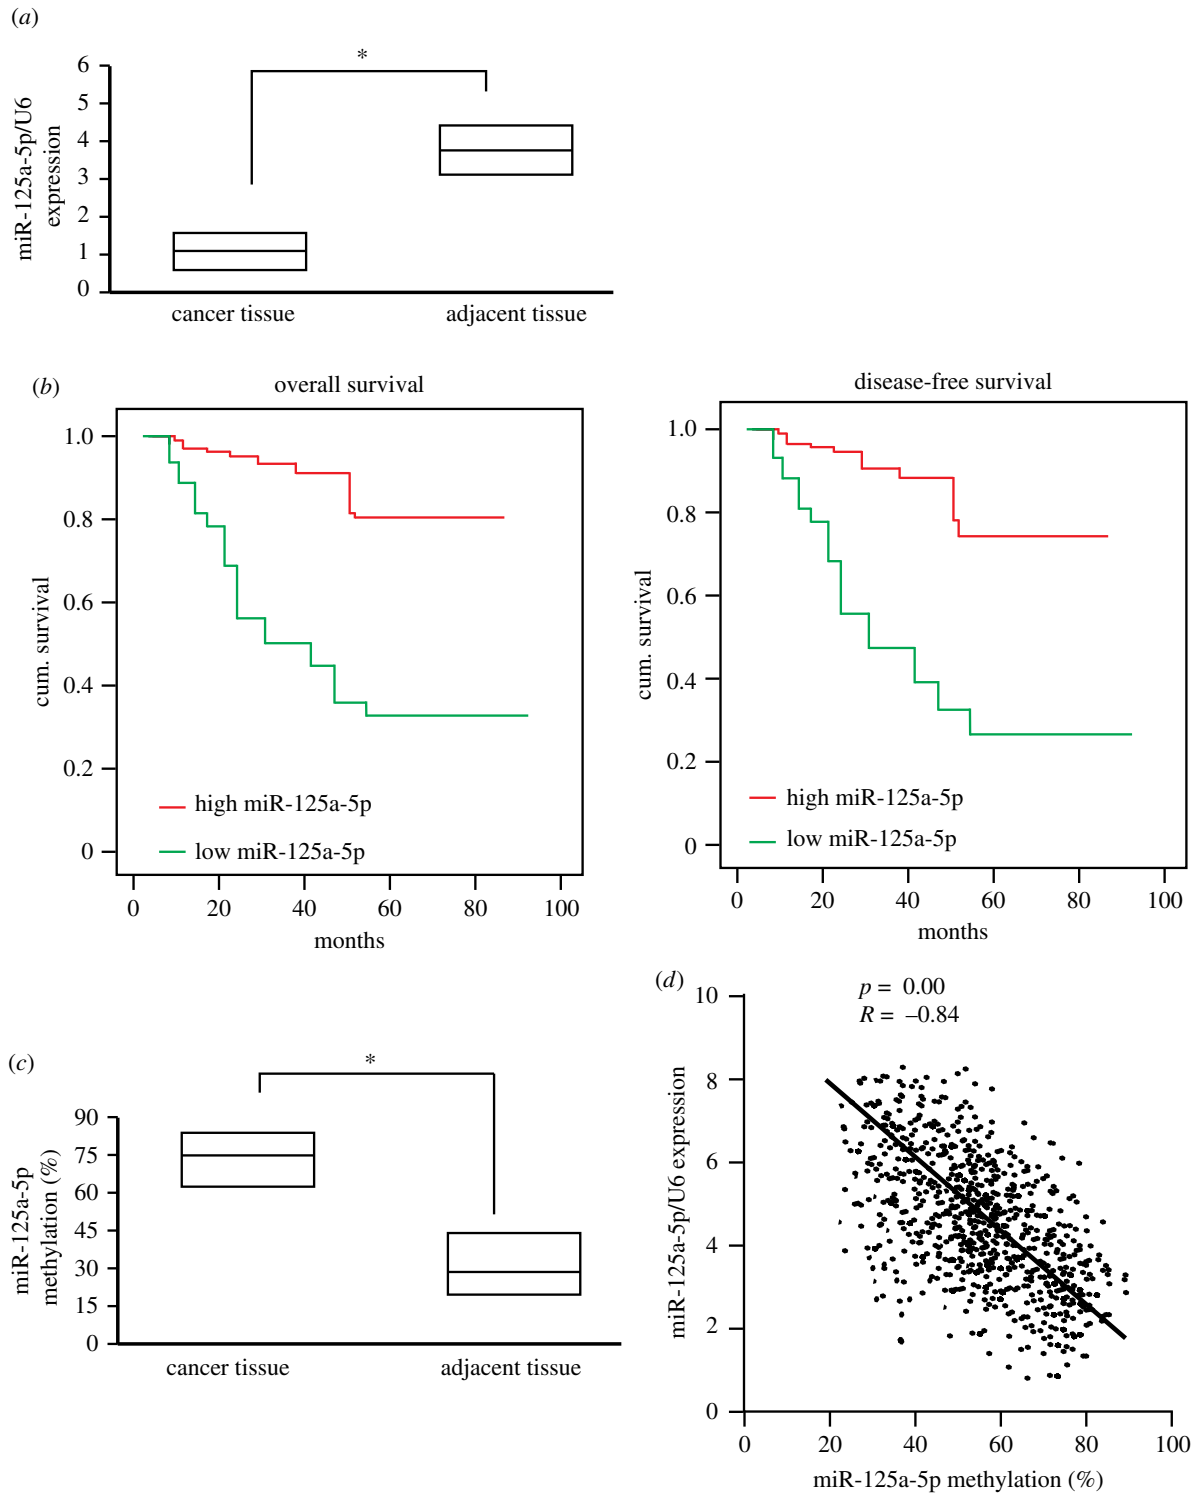 (a)
*
6
5
4
3
2
1
0
miR-125a-5p/U6
expression
cancer tissue
adjacent tissue
(b)
overall survival
1.0
0.8
0.6
0.4
0.2
0
cum. survival
high miR-125a-5p
low miR-125a-5p
0 20 40 60 80 100
months
disease-free survival
1.0
0.8
0.6
0.4
0.2
0
cum. survival
high miR-125a-5p
low miR-125a-5p
0 20 40 60 80 100
months
(c)
*
90
75
60
45
30
15
0
miR-125a-5p
methylation (%)
cancer tissue
adjacent tissue
(d)
p = 0.00
R = –0.84
10
8
6
4
2
0
miR-125a-5p/U6 expression
0 20 40 60 80 100
miR-125a-5p methylation (%)